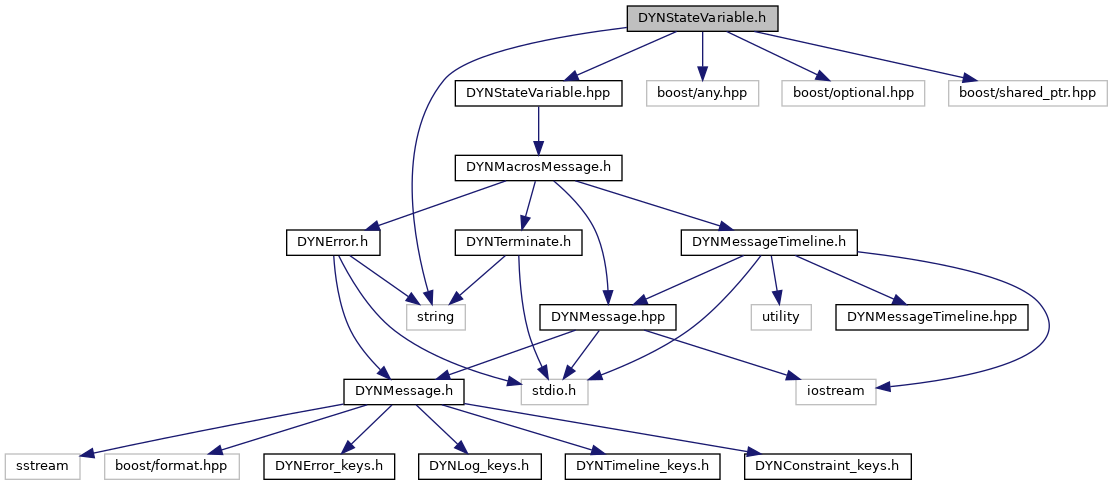 DYNStateVariable.h
DYNStateVariable.hpp
boost/any.hpp
boost/optional.hpp
boost/shared_ptr.hpp
DYNMacrosMessage.h
DYNError.h
DYNTerminate.h
DYNMessageTimeline.h
string
DYNMessage.hpp
utility
DYNMessageTimeline.hpp
DYNMessage.h
stdio.h
iostream
sstream
boost/format.hpp
DYNError_keys.h
DYNLog_keys.h
DYNTimeline_keys.h
DYNConstraint_keys.h